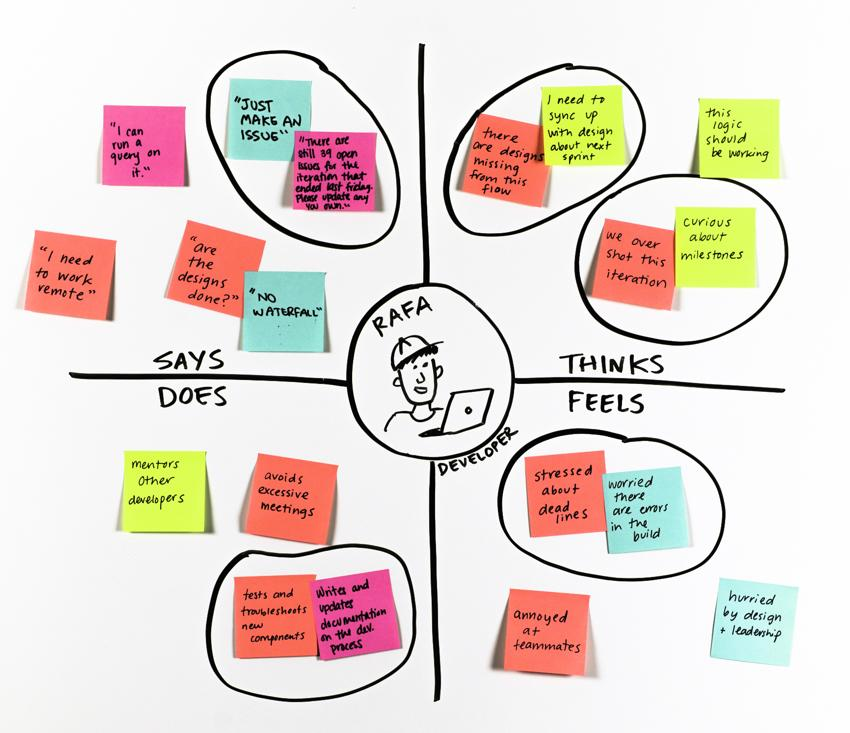 "I can
run a
query on
it."
"JUST
MAKE AN
ISSUE"
"There are
still 39 open
issues for the
iteration that
ended last friday.
Please update any
you own."
"I need
to work
remote"
"are
the
designs
done?"
"NO
WATERFALL"
SAYS
there
are designs
missing
from this
flow
I need to
sync up
with design
about next
sprint
this
logic
should
be working
we over
shot this
iteration
curious
about
milestones
THINKS
RAFA
DEVELOPER
DOES
mentors
other
developers
avoids
excessive
meetings
tests and
troubleshoots
new
components
Writes and
updates
documentation
on the dev.
process
FEELS
stressed
about
dead
lines
worried
there
are errors
in the
build
annoyed
at
teammates
hurried
by design
+ leadership